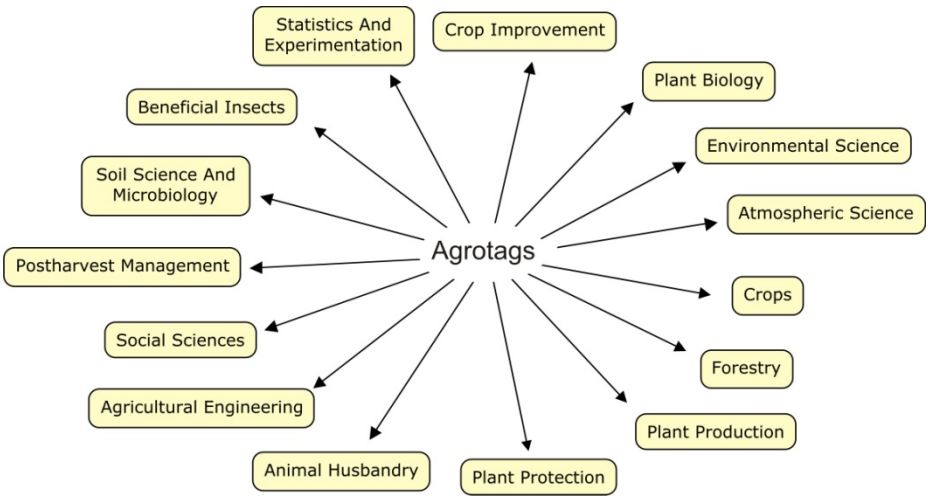 Statistics And
Experimentation
Crop Improvement
Plant Biology
Beneficial Insects
Environmental Science
Soil Science And
Microbiology
Atmospheric Science
Agrotags
Postharvest Management
Crops
Social Sciences
Forestry
Agricultural Engineering
Plant Production
Animal Husbandry
Plant Protection